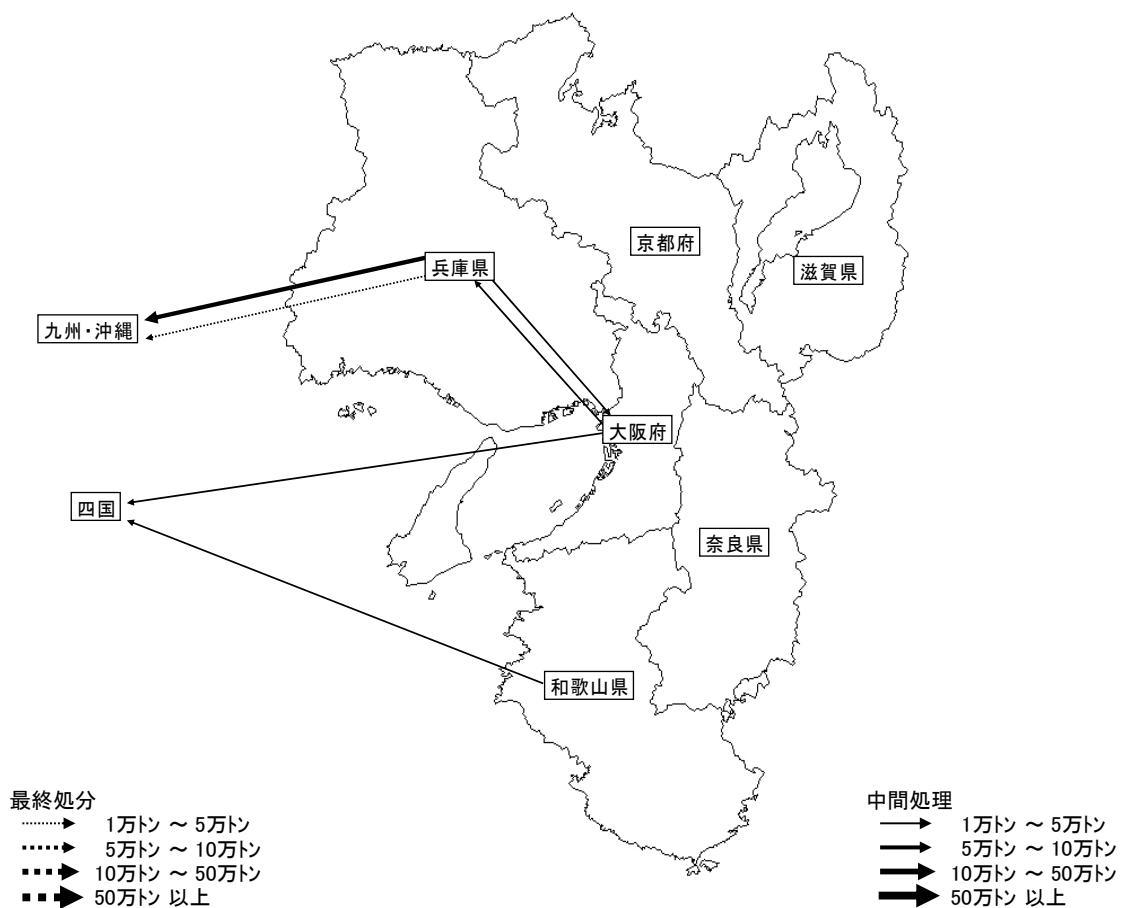 京都府
兵庫県
滋賀県
九州・沖縄
大阪府
四国
奈良県
和歌山県
最終処分
1万トン ～ 5万トン
5万トン ～ 10万トン
10万トン ～ 50万トン
50万トン 以上
中間処理
1万トン ～ 5万トン
5万トン ～ 10万トン
10万トン ～ 50万トン
50万トン 以上